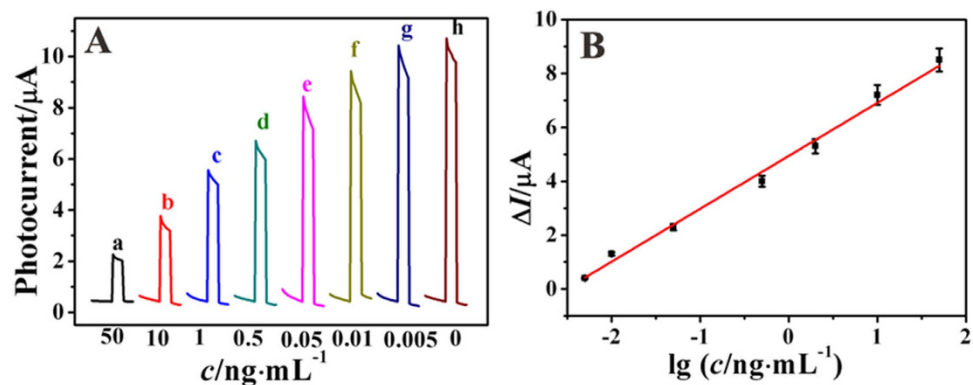 A
Photocurrent/μA
10
8
6
4
2
0
a
b
c
d
e
f
g
h
50 10 1 0.5 0.05 0.01 0.005 0
c/ng·mL⁻¹
B
ΔI/μA
10
8
6
4
2
0
-2 -1 0 1 2
lg (c/ng·mL⁻¹)